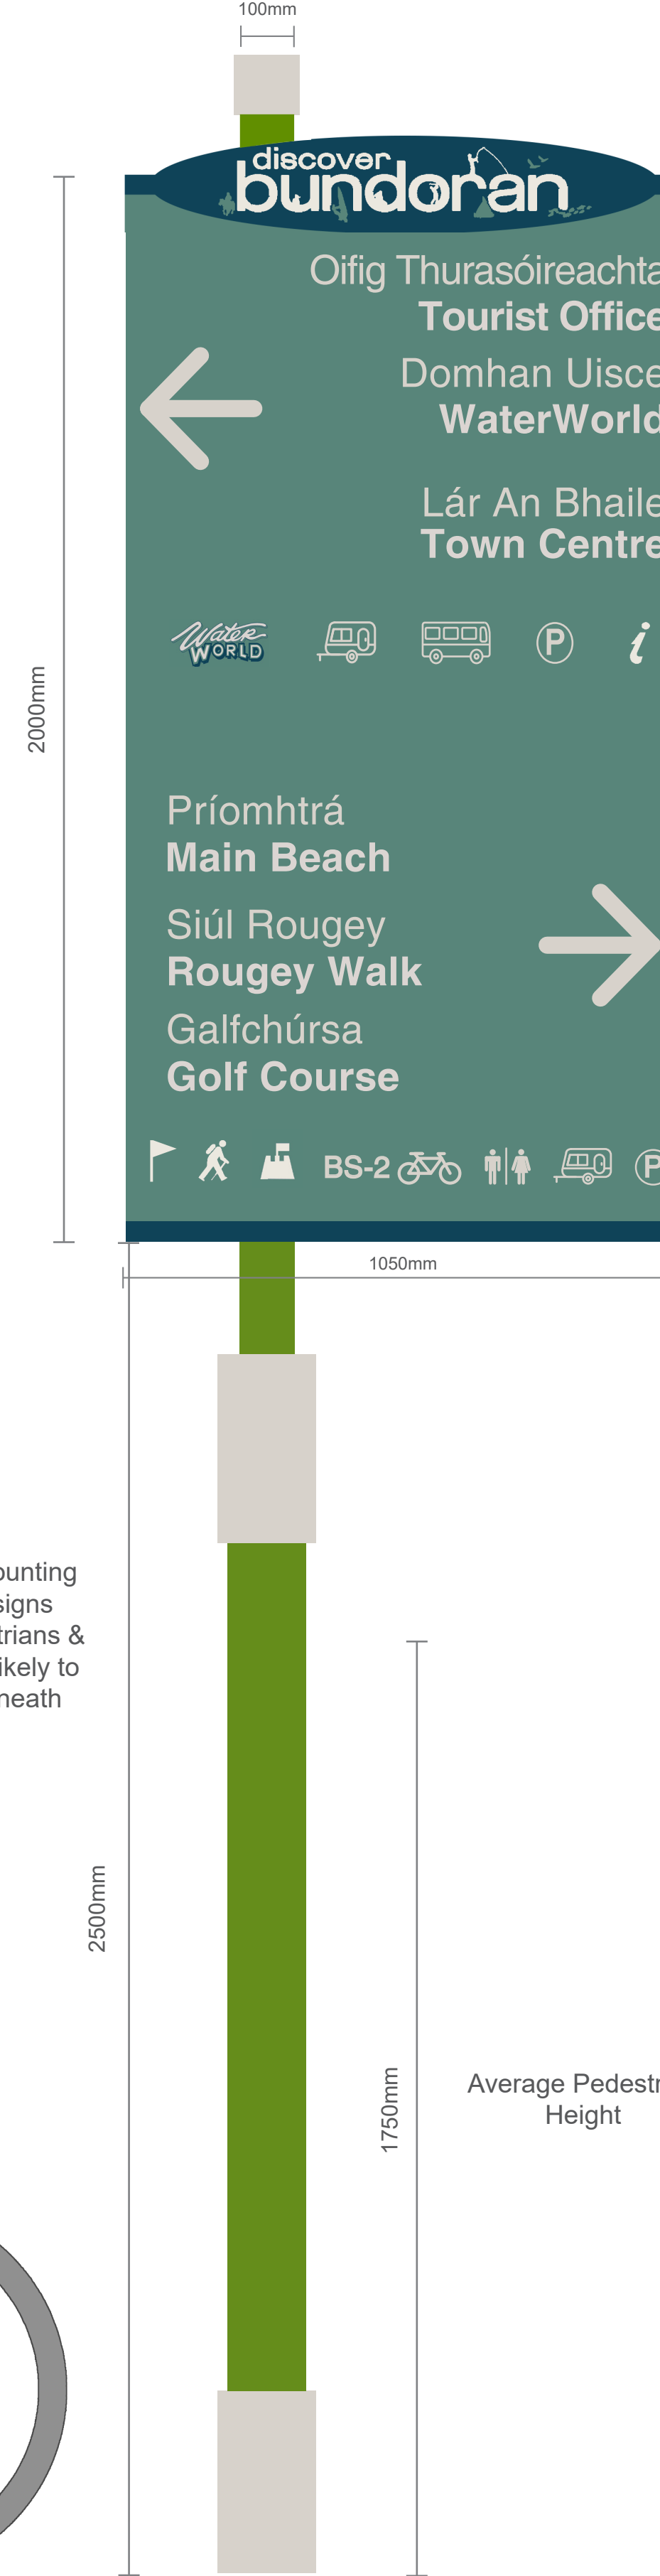 100mm
discover
bundoran
Oifig Thurasóireachta
Tourist Office
Domhan Uisce
WaterWorld
Lár An Bhaile
Town Centre
Water
WORLD
P
i
2000mm
Príomhtrá
Main Beach
Siúl Rougey
Rougey Walk
Galfchúrsa
Golf Course
BS-2
P
1050mm
ounting
signs
trians &
ikely to
neath
2500mm
1750mm
Average Pedestr
Height